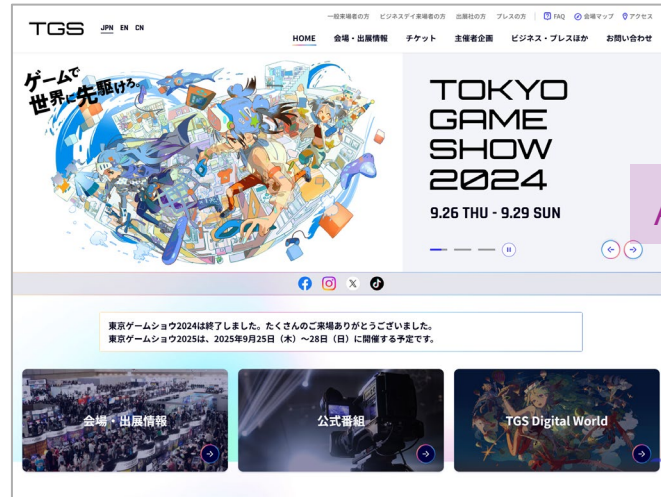 TGS
JPN EN CN
一般来場者の方 ビジネスデイ来場者の方 出展社の方 プレスの方 FAQ 会場マップ アクセス
HOME 会場・出展情報 チケット 主催者企画 ビジネス・プレスほか お問い合わせ
ゲームで
世界に先駆けろ。
TOKYO
GAME
SHOW
2024
9.26 THU - 9.29 SUN
東京ゲームショウ2024は終了しました。たくさんのご来場ありがとうございました。
東京ゲームショウ2025は、2025年9月25日（木）～28日（日）に開催する予定です。
会場・出展情報
公式番組
TGS Digital World